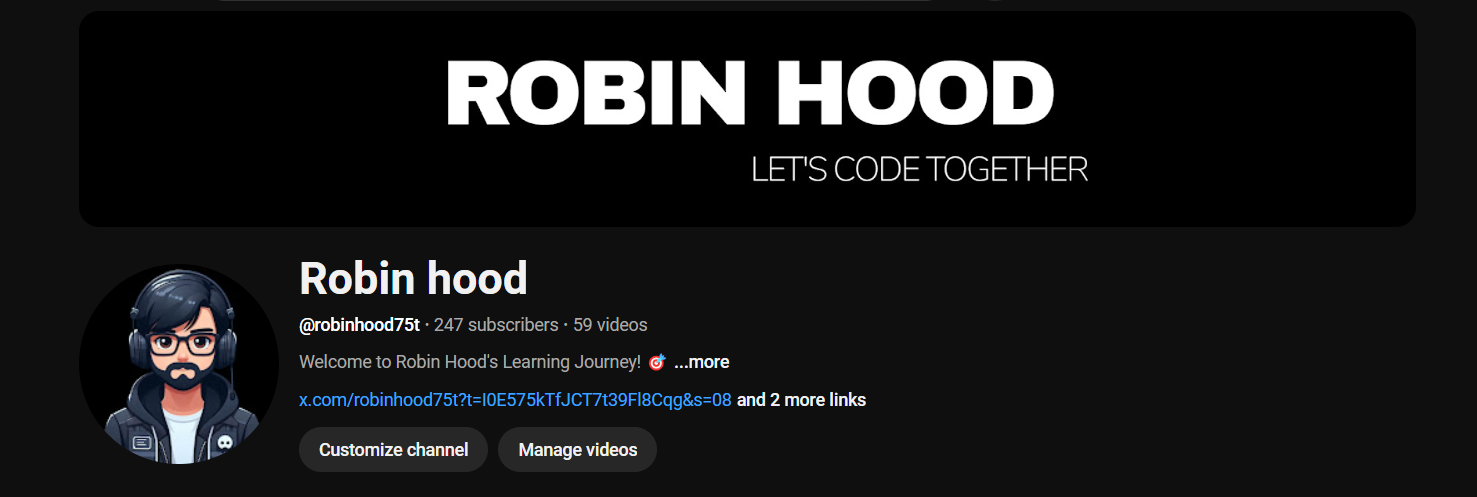 ROBIN HOOD
LET'S CODE TOGETHER
Robin hood
@robinhood75t · 247 subscribers · 59 videos
Welcome to Robin Hood's Learning Journey! 🎯 ...more
x.com/robinhood75t?t=I0E575kTfJCT7t39Fl8Cqg&s=08 and 2 more links
Customize channel Manage videos